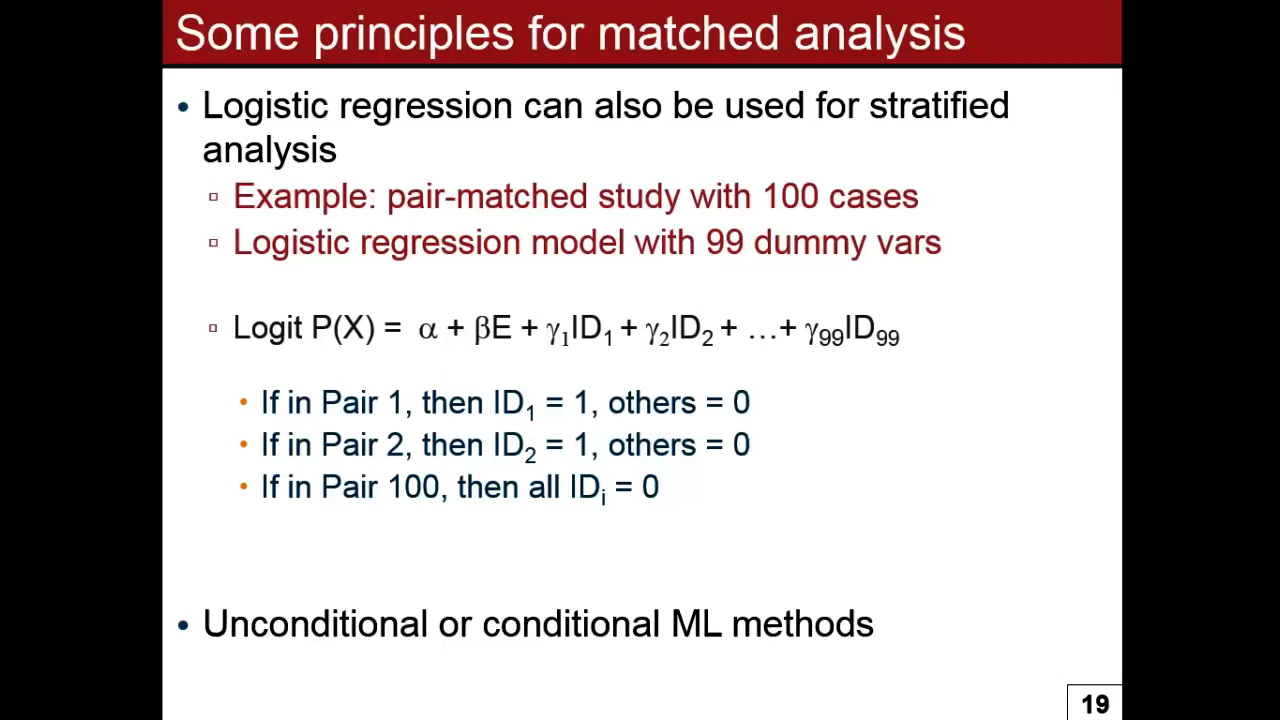 Some principles for matched analysis
• Logistic regression can also be used for stratified
analysis
▫ Example: pair-matched study with 100 cases
▫ Logistic regression model with 99 dummy vars
▫ Logit P(X) = α + βE + γ₁ID₁ + γ₂ID₂ + …+ γ₉₉ID₉₉
• If in Pair 1, then ID₁ = 1, others = 0
• If in Pair 2, then ID₂ = 1, others = 0
• If in Pair 100, then all IDᵢ = 0
• Unconditional or conditional ML methods
19